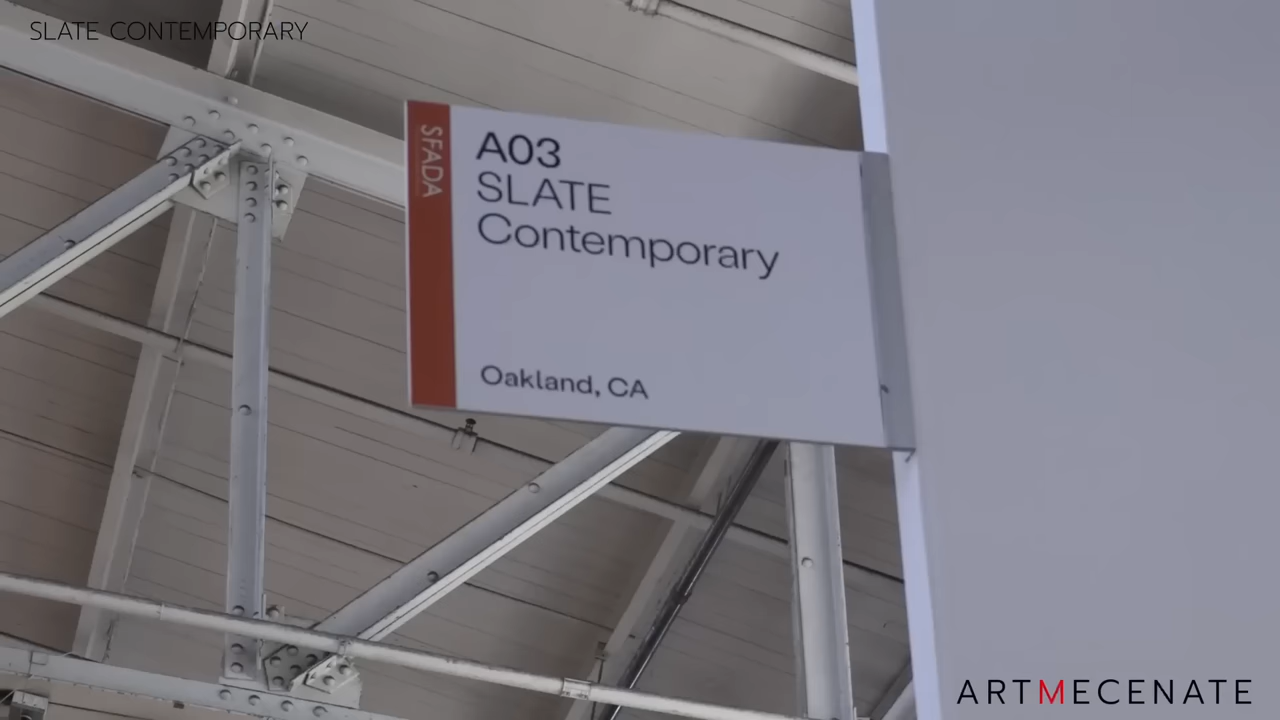 SLATE CONTEMPORARY
SFADA
A03
SLATE
Contemporary
Oakland, CA
ARTMECENATE